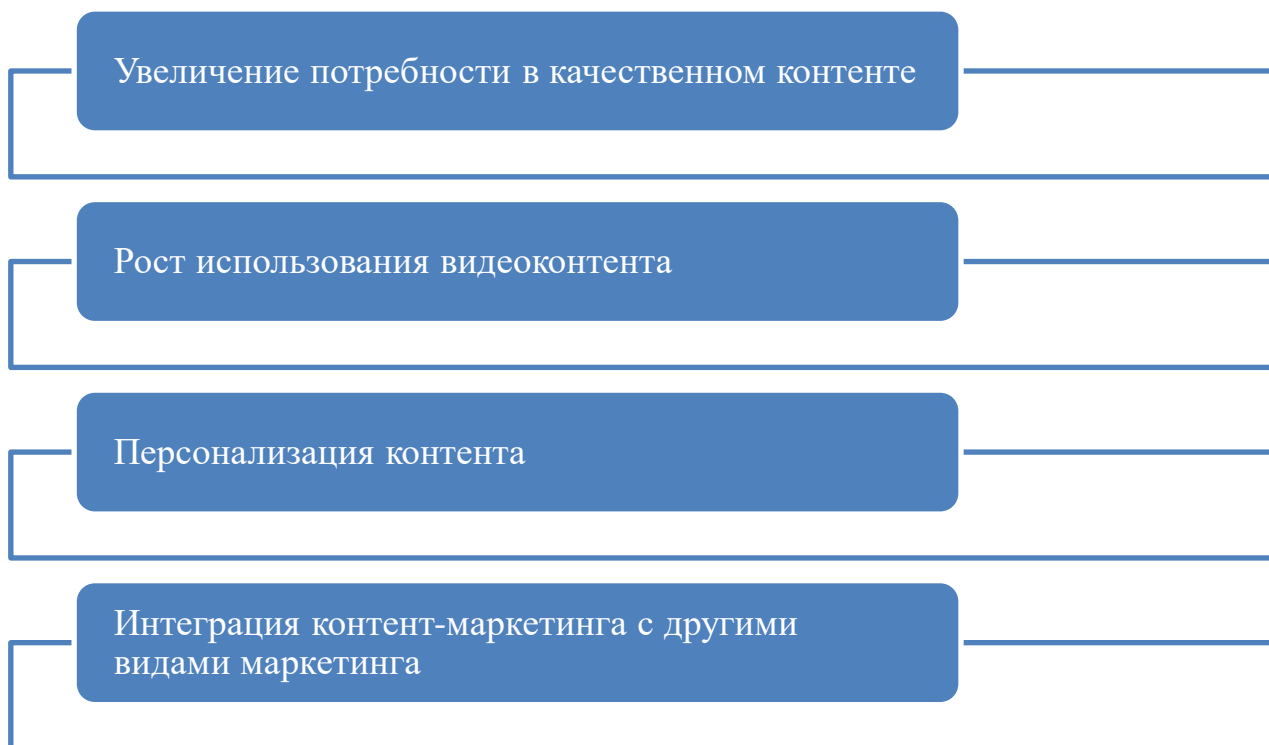 Увеличение потребности в качественном контенте
Рост использования видеоконтента
Персонализация контента
Интеграция контент-маркетинга с другими
видами маркетинга